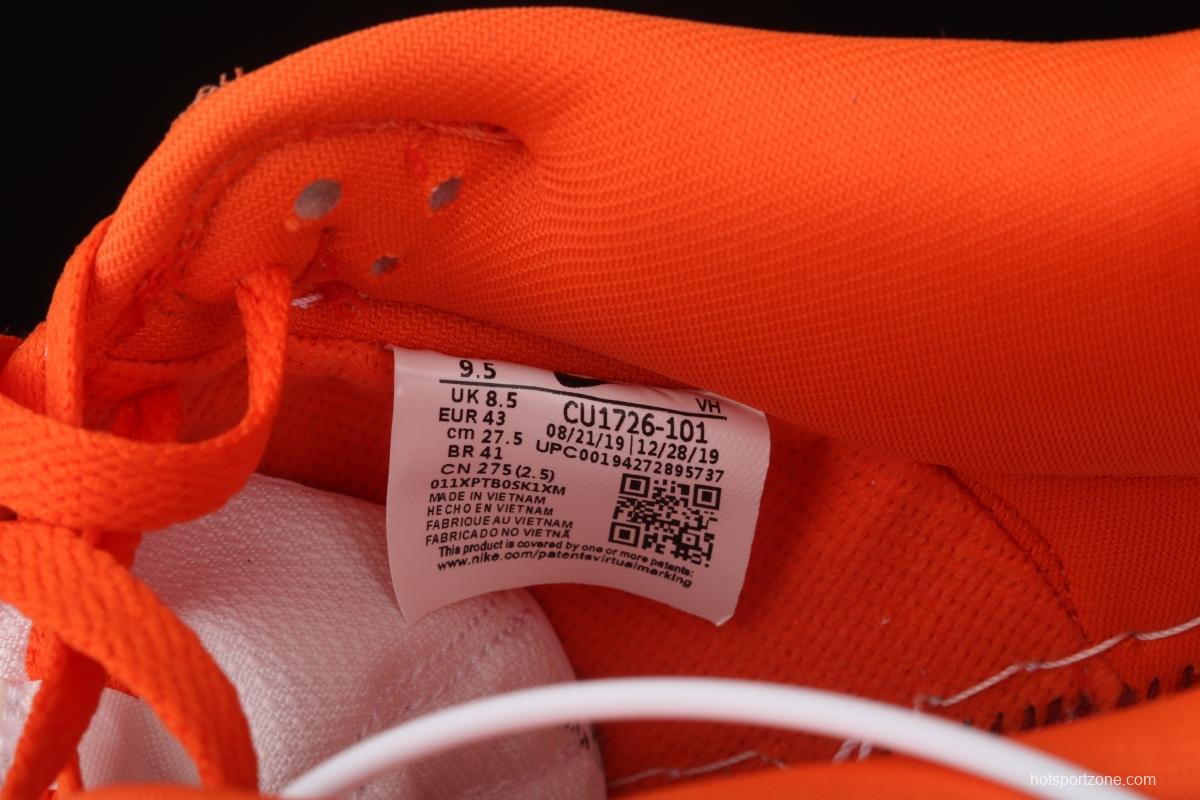 9.5
VH
UK 8.5
CU1726-101
EUR 43
08/21/19|12/28/19
cm 27.5
UPC00194272895737
BR 41
CN 275(2.5)
011XPTB0SK1XM
MADE IN VIETNAM
HECHO EN VIETNAM
FABRIQUE AU VIETNAM
FABRICADO NO VIETNÃ
This product is covered by one or more patents:
www.nike.com/patentsvirtualmarking
hotsportzone.com